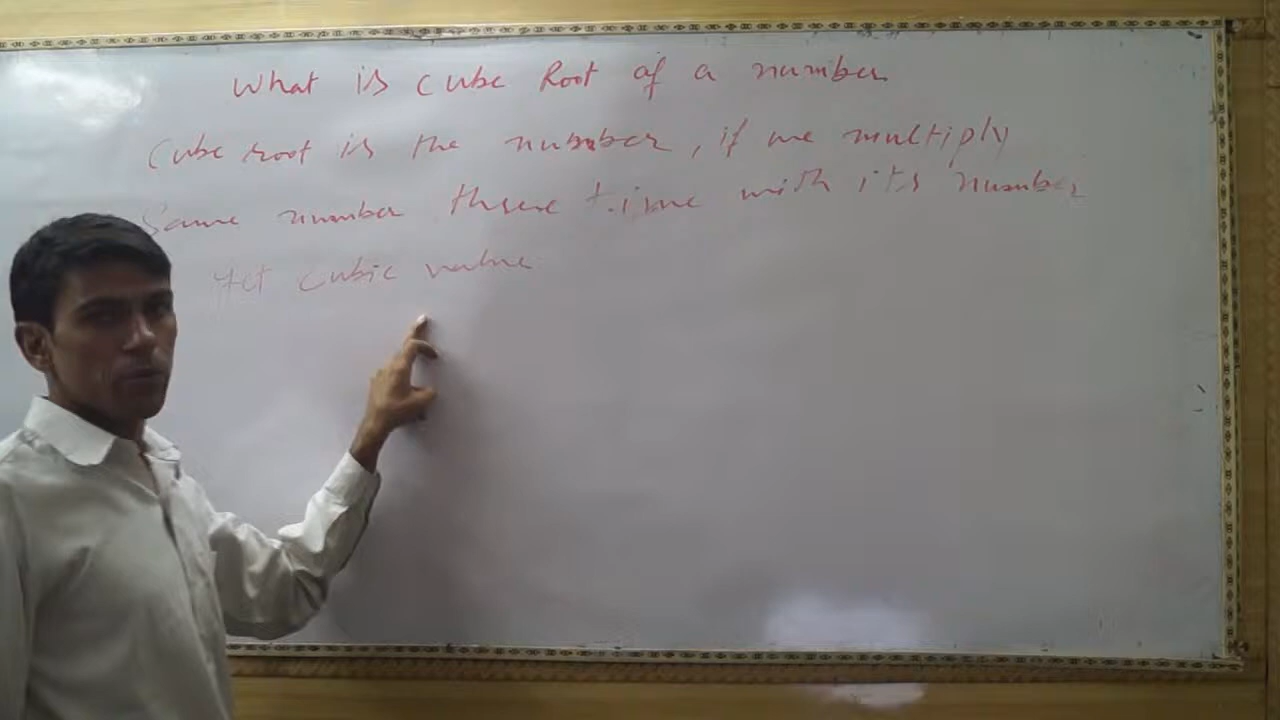 What is cube Root of a number
Cube root is the number, if we multiply
Same number three time with its number
get cubic value